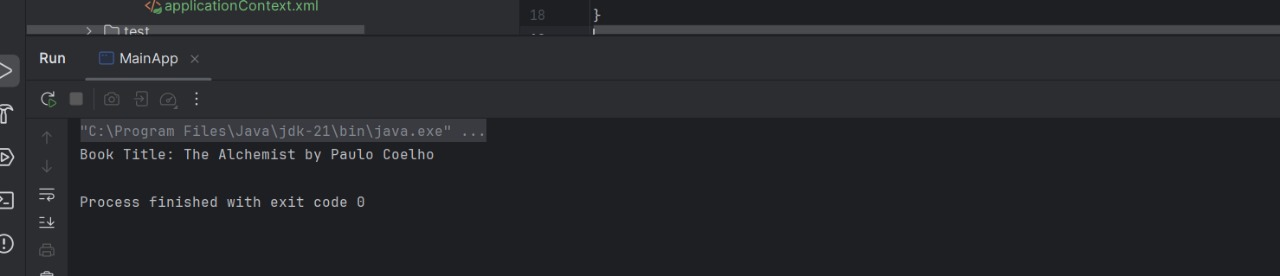 applicationContext.xml
18 }
test
Run MainApp
"C:\Program Files\Java\jdk-21\bin\java.exe" ...
Book Title: The Alchemist by Paulo Coelho
Process finished with exit code 0